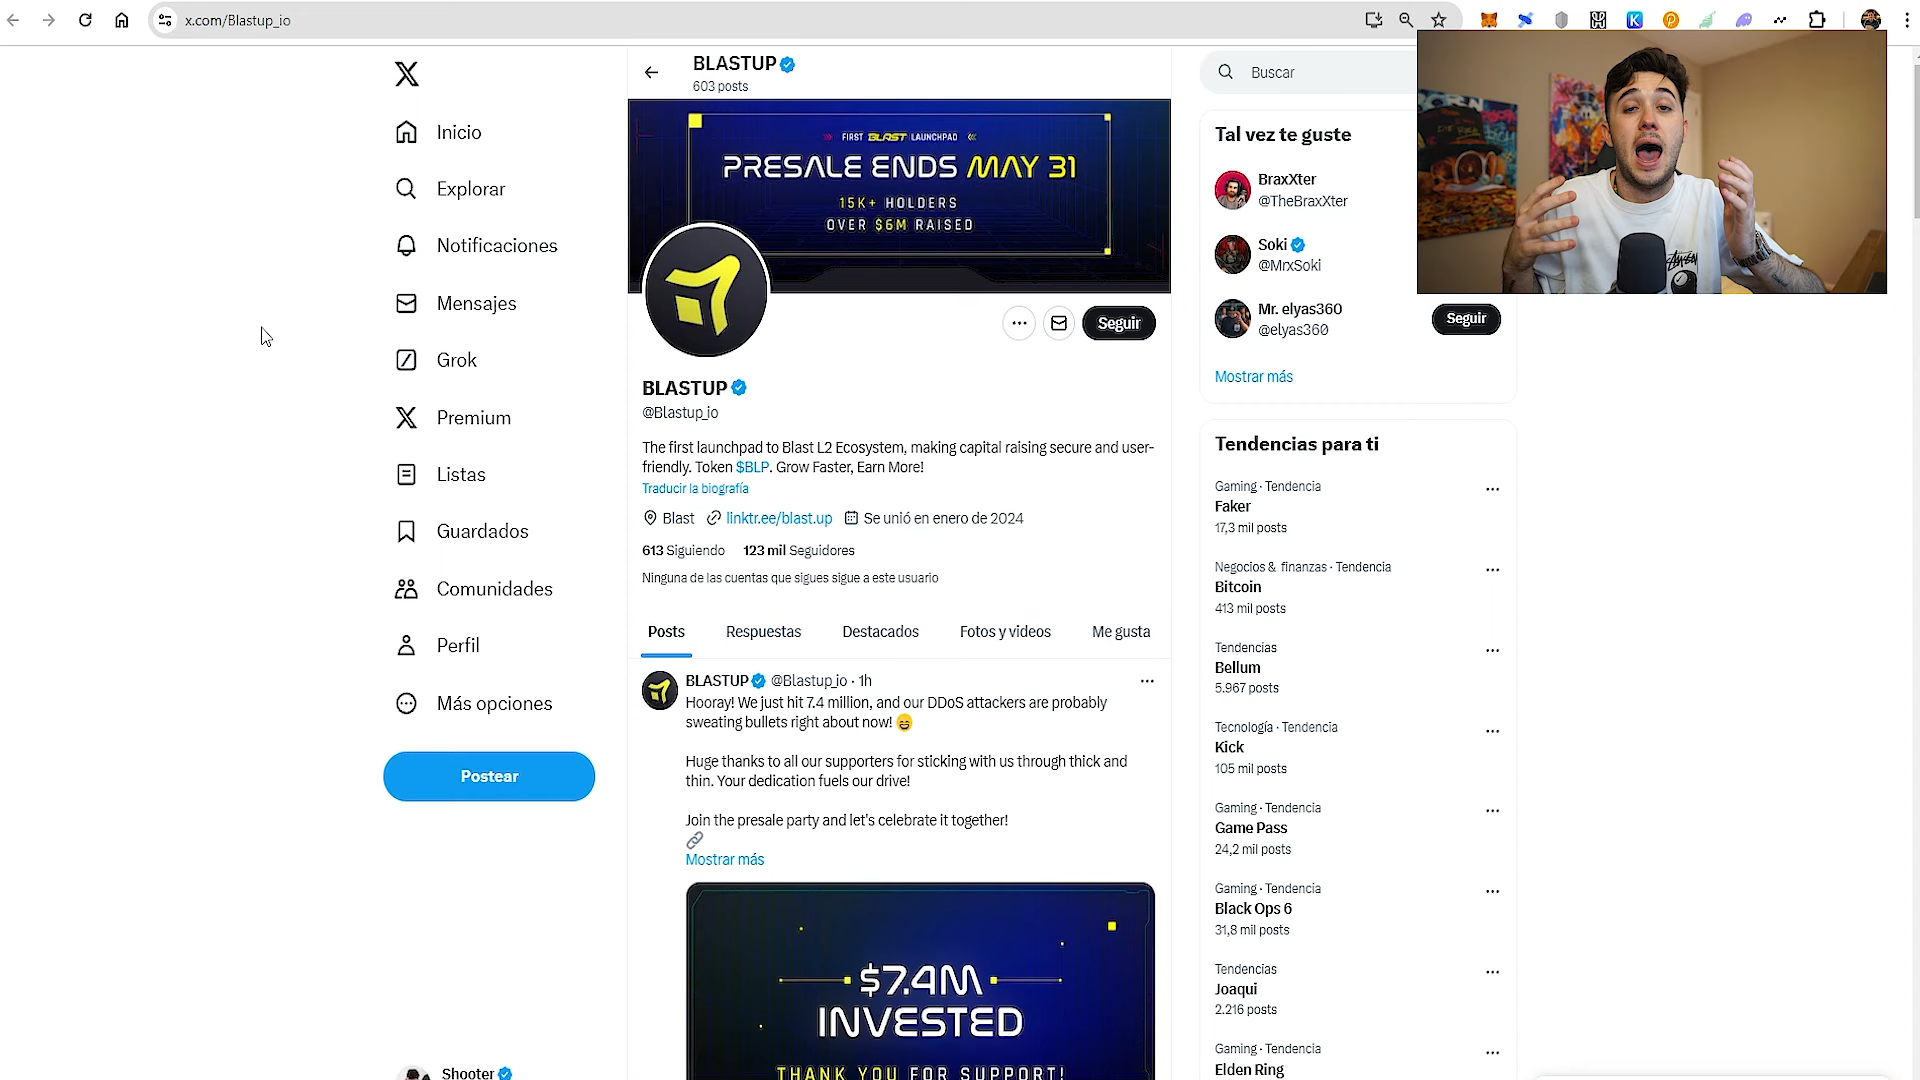 x.com/Blastup_io
BLASTUP
603 posts
FIRST BLAST LAUNCHPAD
PRESALE ENDS MAY 31
15K+ HOLDERS
OVER $6M RAISED
Inicio
Explorar
Notificaciones
Mensajes
Grok
Premium
Listas
Guardados
Comunidades
Perfil
Más opciones
Postear
Shooter
Seguir
BLASTUP
@Blastup_io
The first launchpad to Blast L2 Ecosystem, making capital raising secure and user-
friendly. Token $BLP. Grow Faster, Earn More!
Traducir la biografía
Blast linktr.ee/blast.up Se unió en enero de 2024
613 Siguiendo 123 mil Seguidores
Ninguna de las cuentas que sigues sigue a este usuario
Posts Respuestas Destacados Fotos y videos Me gusta
BLASTUP @Blastup_io · 1h
Hooray! We just hit 7.4 million, and our DDoS attackers are probably
sweating bullets right about now! 😄
Huge thanks to all our supporters for sticking with us through thick and
thin. Your dedication fuels our drive!
Join the presale party and let's celebrate it together!
Mostrar más
$7.4M
INVESTED
THANK YOU FOR SUPPORT!
Buscar
Tal vez te guste
BraxXter
@TheBraxXter
Soki
@MrxSoki
Mr. elyas360
@elyas360
Seguir
Mostrar más
Tendencias para ti
Gaming · Tendencia
Faker
17,3 mil posts
Negocios & finanzas · Tendencia
Bitcoin
413 mil posts
Tendencias
Bellum
5.967 posts
Tecnología · Tendencia
Kick
105 mil posts
Gaming · Tendencia
Game Pass
24,2 mil posts
Gaming · Tendencia
Black Ops 6
31,8 mil posts
Tendencias
Joaqui
2.216 posts
Gaming · Tendencia
Elden Ring